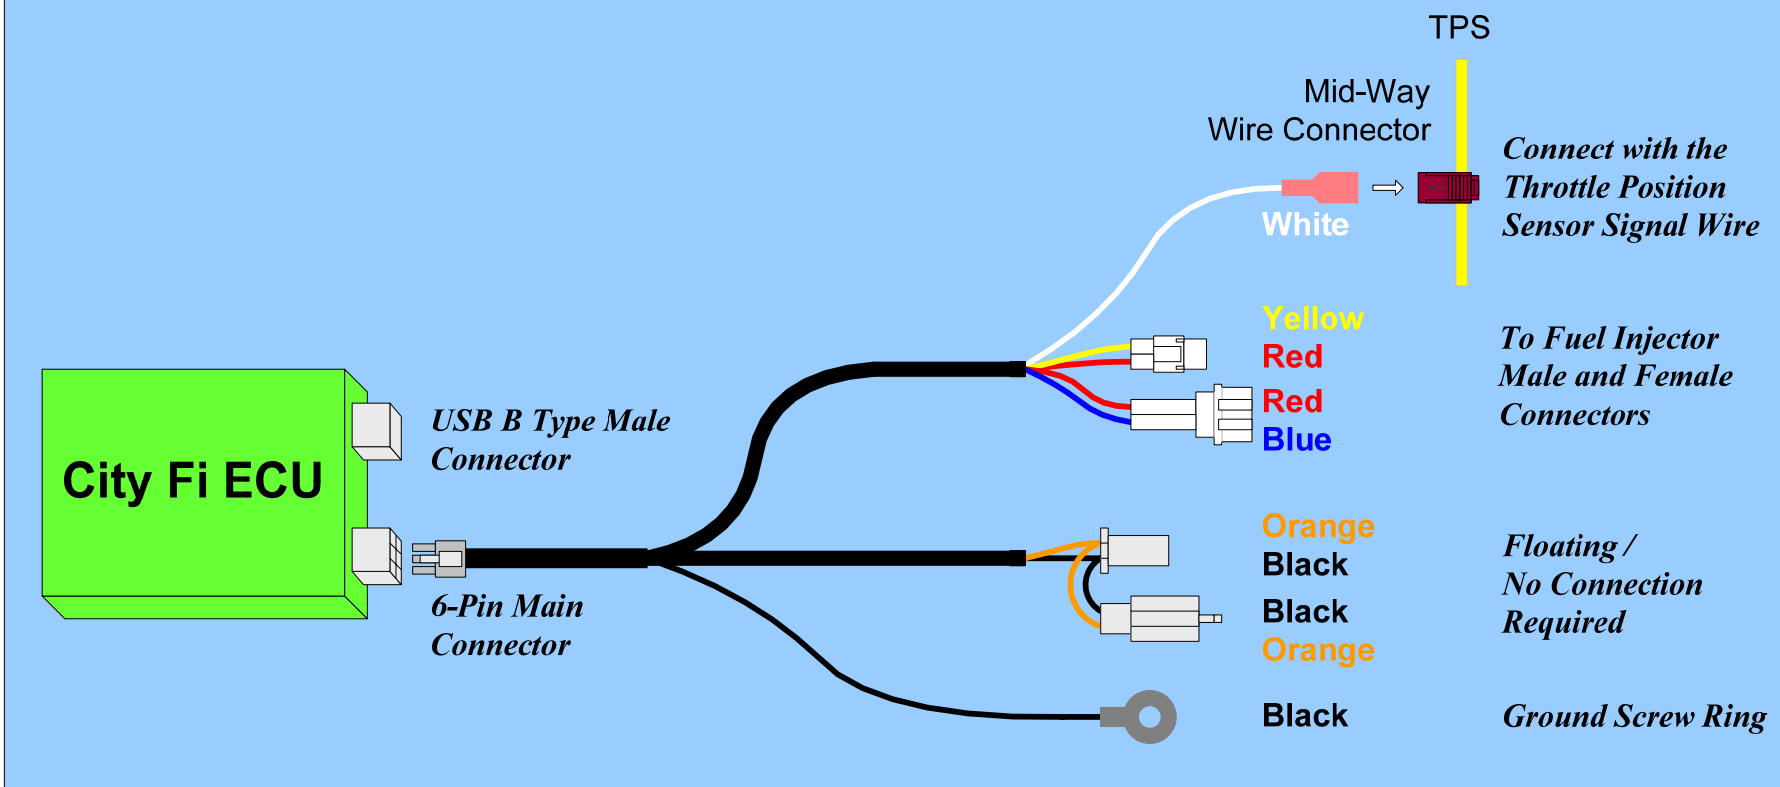 TPS
Mid-Way
Wire Connector
Connect with the
Throttle Position
Sensor Signal Wire
White
Yellow
Red
Red
Blue
To Fuel Injector
Male and Female
Connectors
City Fi ECU
USB B Type Male
Connector
6-Pin Main
Connector
Orange
Black
Black
Orange
Floating /
No Connection
Required
Black
Ground Screw Ring